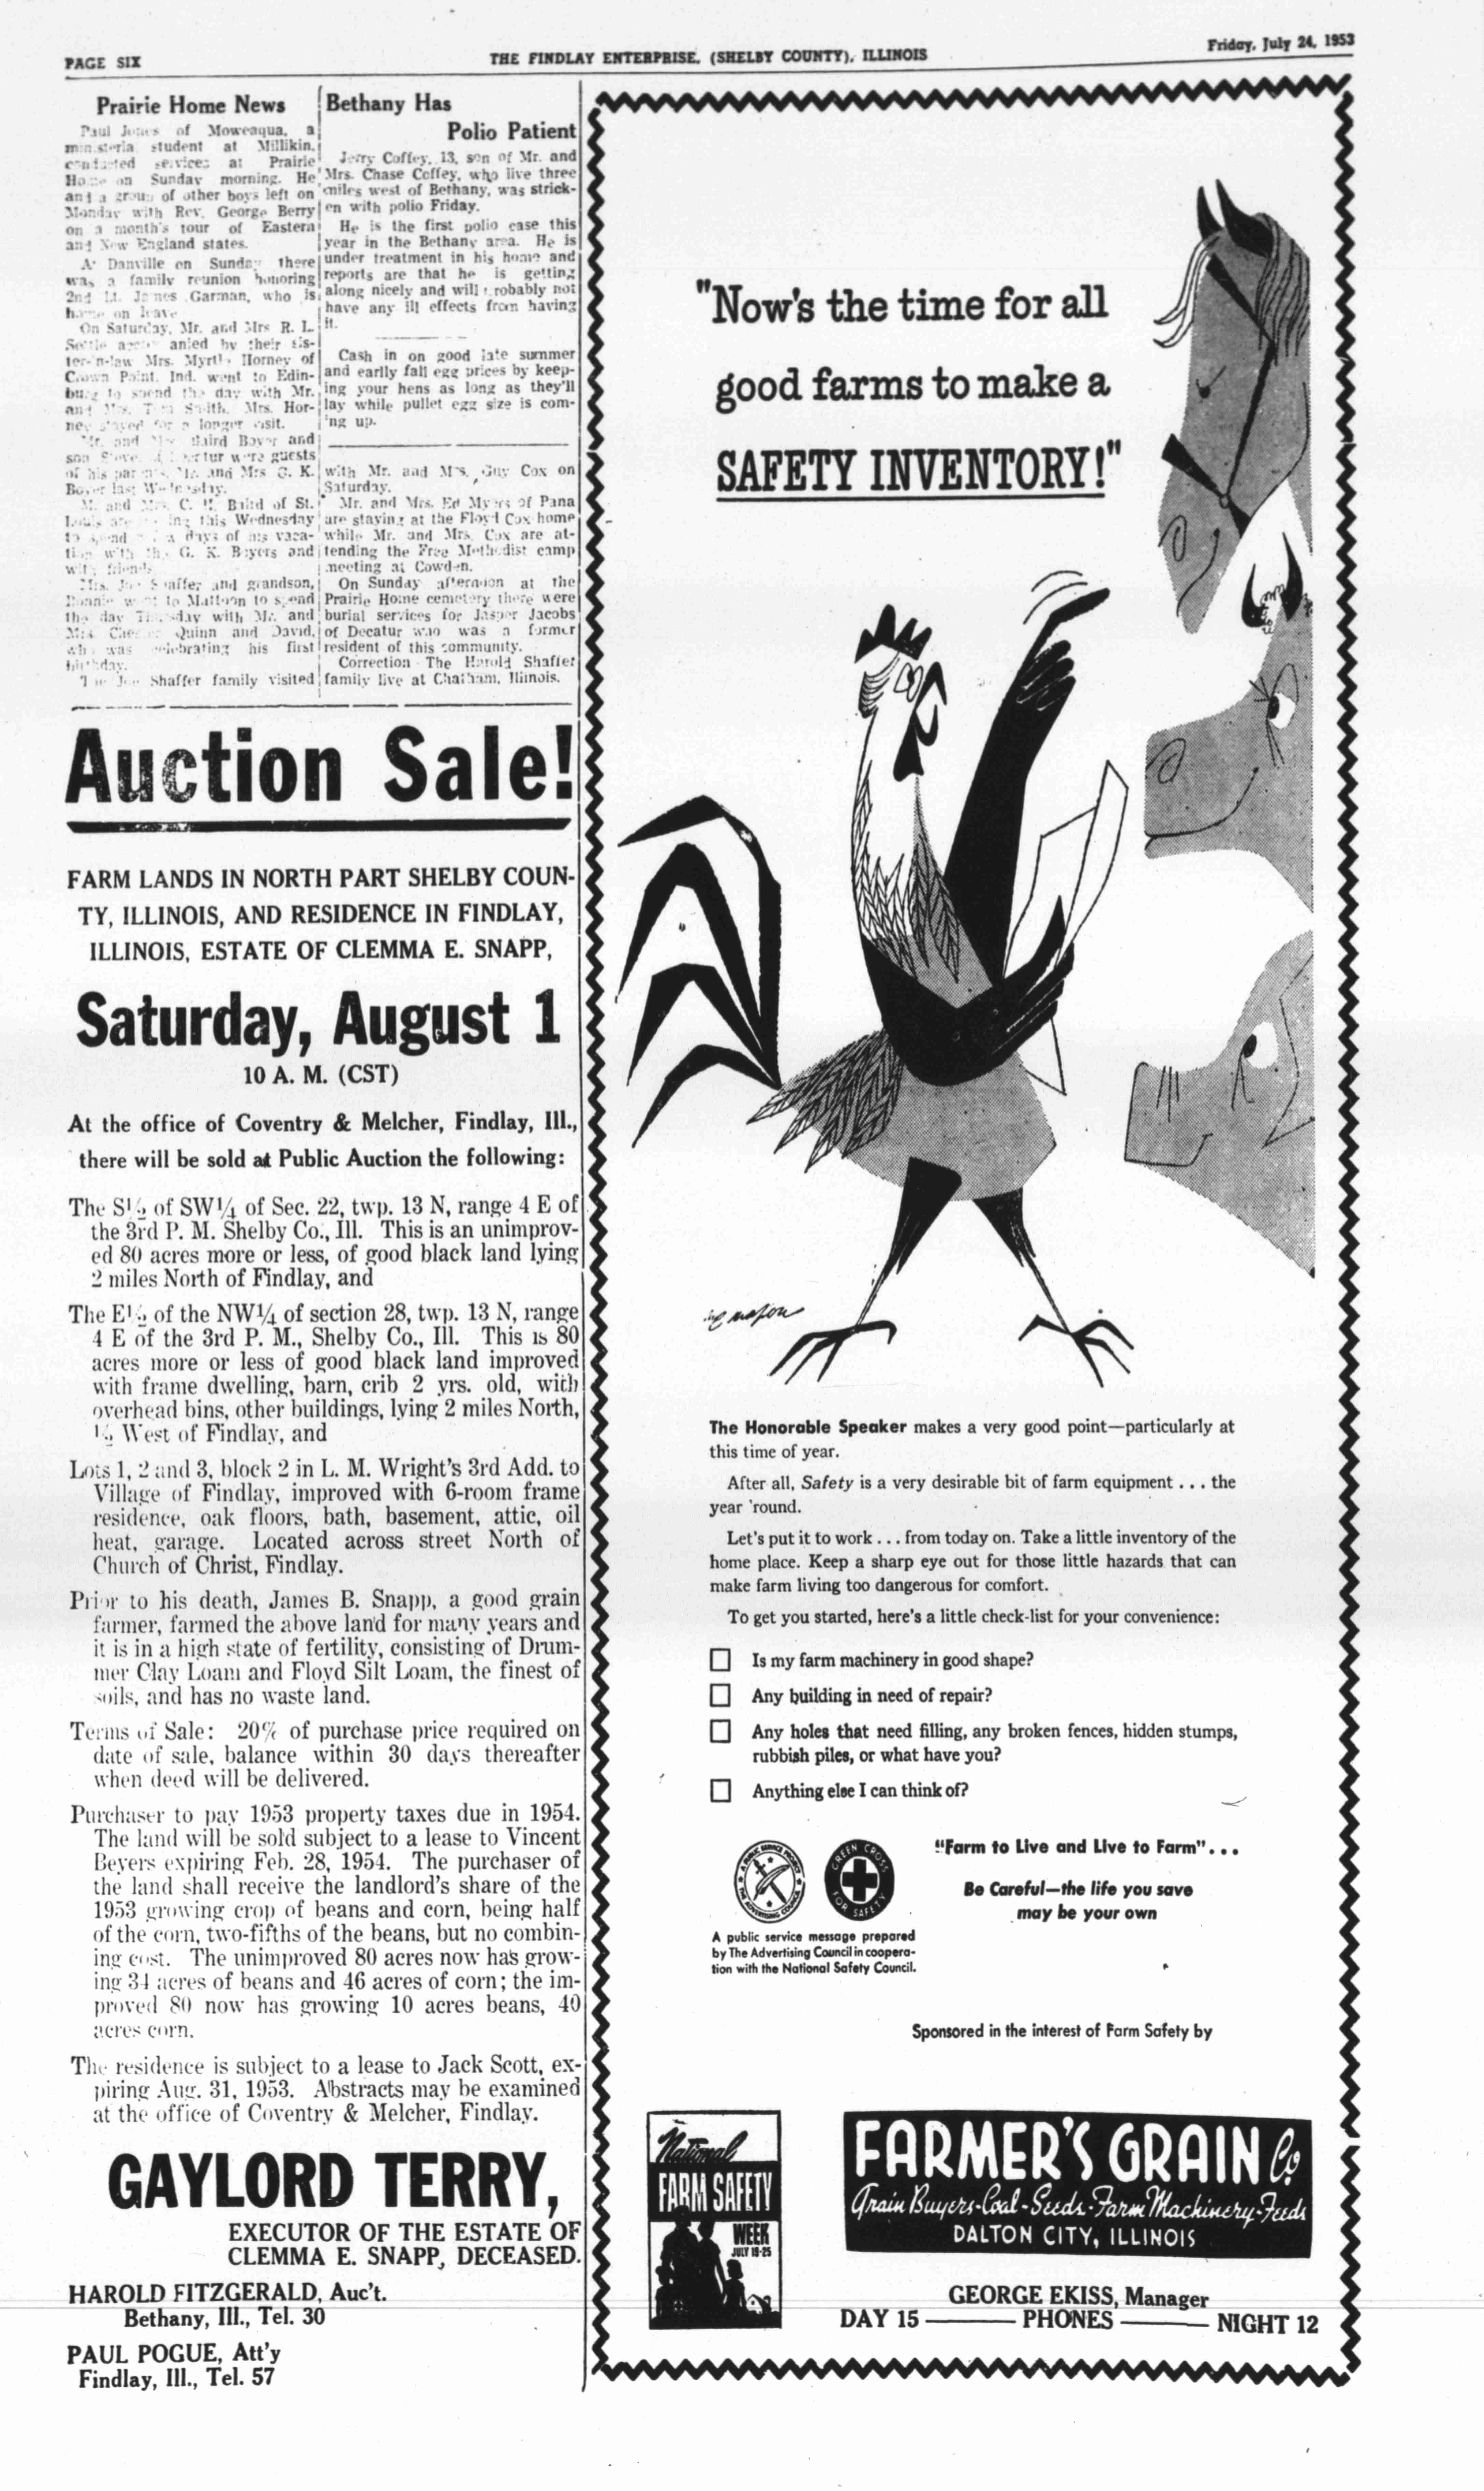 PAGE SIX
THE FINDLAY ENTERPRISE, (SHELBY COUNTY), ILLINOIS
Friday, July 24, 1953
Prairie Home News
Paul Jones of Moweaqua, a
ministeria student at Millikin,
conducted services at Prairie
Home on Sunday morning. He
and a group of other boys left on
Monday with Rev. George Berry
on a month's tour of Eastern
and New England states.
At Danville on Sunday there
was a family reunion honoring
2nd Lt. James Garman, who is
home on leave
On Saturday, Mr. and Mrs R. L.
anied by their sis-
ter-n-law Mrs. Myrtle Horney of
Crown Point, Ind. went to Edin-
burg to spend the day with Mr.
and Mrs. Tom Smith. Mrs. Hor-
ney stayed for a longer visit.
Mr. and Baird Boyer and
son were guests
of his parents, Mr. and Mrs G. K.
Boyer last Wednesday.
and C. H. Baird of St.
Louis are this Wednesday
to spend days of his vaca-
tion with the G. K. Boyers and
with friends
Mrs. Joe Shaffer and grandson,
Donnie went to Mattoon to spend
the day Thursday with Mr. and
Mrs Quinn and David,
who was celebrating his first
birthday.
The Joe Shaffer family visited
with Mr. and Mrs. Guy Cox on
Saturday.
Mr. and Mrs. Ed Myers of Pana
are staying at the Floyd Cox home
while Mr. and Mrs. Cox are at-
tending the Free Methodist camp
meeting at Cowden.
On Sunday afternoon at the
Prairie Home cemetery there were
burial services for Jasper Jacobs
of Decatur who was a former
resident of this community.
Correction - The Harold Shaffer
family live at Chatham, Illinois.
Bethany Has
Polio Patient
Jerry Coffey, 13, son of Mr. and
Mrs. Chase Coffey, who live three
miles west of Bethany, was strick-
en with polio Friday.
He is the first polio case this
year in the Bethany area. He is
under treatment in his home and
reports are that he is getting
along nicely and will probably not
have any ill effects from having
it.
Cash in on good late summer
and earlly fall egg prices by keep-
ing your hens as long as they'll
lay while pullet egg size is com-
ing up.
Auction Sale!
FARM LANDS IN NORTH PART SHELBY COUN-
TY, ILLINOIS, AND RESIDENCE IN FINDLAY,
ILLINOIS, ESTATE OF CLEMMA E. SNAPP,
Saturday, August 1
10 A. M. (CST)
At the office of Coventry & Melcher, Findlay, Ill.,
there will be sold at Public Auction the following:
The S½ of SW¼ of Sec. 22, twp. 13 N, range 4 E of
the 3rd P. M. Shelby Co., Ill. This is an unimprov-
ed 80 acres more or less, of good black land lying
2 miles North of Findlay, and
The E½ of the NW¼ of section 28, twp. 13 N, range
4 E of the 3rd P. M., Shelby Co., Ill. This is 80
acres more or less of good black land improved
with frame dwelling, barn, crib 2 yrs. old, with
overhead bins, other buildings, lying 2 miles North,
½ West of Findlay, and
Lots 1, 2 and 3, block 2 in L. M. Wright's 3rd Add. to
Village of Findlay, improved with 6-room frame
residence, oak floors, bath, basement, attic, oil
heat, garage. Located across street North of
Church of Christ, Findlay.
Prior to his death, James B. Snapp, a good grain
farmer, farmed the above land for many years and
it is in a high state of fertility, consisting of Drum-
mer Clay Loam and Floyd Silt Loam, the finest of
soils, and has no waste land.
Terms of Sale: 20% of purchase price required on
date of sale, balance within 30 days thereafter
when deed will be delivered.
Purchaser to pay 1953 property taxes due in 1954.
The land will be sold subject to a lease to Vincent
Beyers expiring Feb. 28, 1954. The purchaser of
the land shall receive the landlord's share of the
1953 growing crop of beans and corn, being half
of the corn, two-fifths of the beans, but no combin-
ing cost. The unimproved 80 acres now has grow-
ing 34 acres of beans and 46 acres of corn; the im-
proved 80 now has growing 10 acres beans, 40
acres corn.
The residence is subject to a lease to Jack Scott, ex-
piring Aug. 31, 1953. Abstracts may be examined
at the office of Coventry & Melcher, Findlay.
GAYLORD TERRY,
EXECUTOR OF THE ESTATE OF
CLEMMA E. SNAPP, DECEASED.
HAROLD FITZGERALD, Auc't.
Bethany, Ill., Tel. 30
PAUL POGUE, Att'y
Findlay, Ill., Tel. 57
"Now's the time for all
good farms to make a
SAFETY INVENTORY!"
The Honorable Speaker makes a very good point—particularly at
this time of year.
After all, Safety is a very desirable bit of farm equipment . . . the
year 'round.
Let's put it to work . . . from today on. Take a little inventory of the
home place. Keep a sharp eye out for those little hazards that can
make farm living too dangerous for comfort.
To get you started, here's a little check-list for your convenience:
Is my farm machinery in good shape?
Any building in need of repair?
Any holes that need filling, any broken fences, hidden stumps,
rubbish piles, or what have you?
Anything else I can think of?
A PUBLIC SERVICE PROJECT
THE ADVERTISING COUNCIL
GREEN CROSS
FOR SAFETY
"Farm to Live and Live to Farm" . . .
Be Careful—the life you save
may be your own
A public service message prepared
by The Advertising Council in coopera-
tion with the National Safety Council.
Sponsored in the interest of Farm Safety by
National
FARM SAFETY
WEEK
JULY 19-25
FARMER'S GRAIN Co.
Grain Buyers-Coal-Seeds-Farm Machinery-Feeds
DALTON CITY, ILLINOIS
GEORGE EKISS, Manager
DAY 15 ——— PHONES ——— NIGHT 12